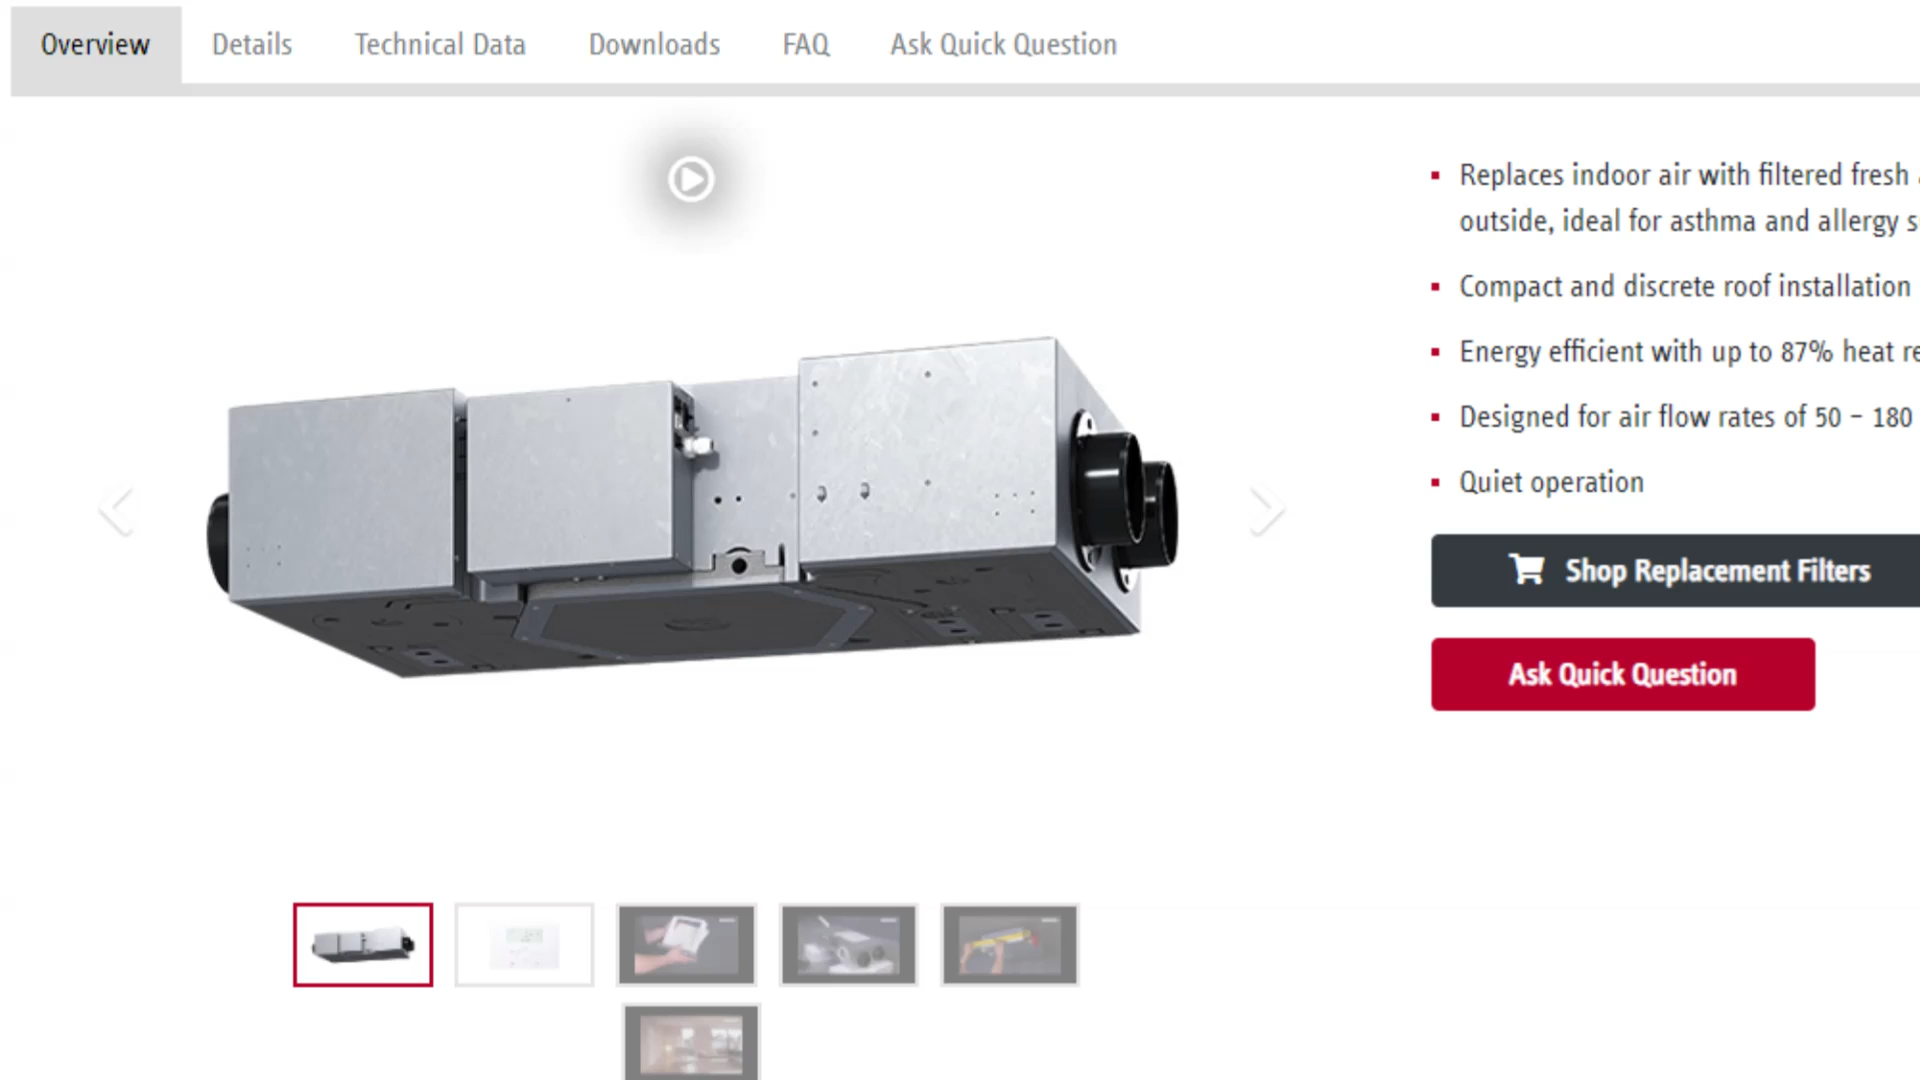 Overview Details Technical Data Downloads FAQ Ask Quick Question
Replaces indoor air with filtered fresh
outside, ideal for asthma and allergy
Compact and discrete roof installation
Energy efficient with up to 87% heat
Designed for air flow rates of 50 – 180
Quiet operation
Shop Replacement Filters
Ask Quick Question